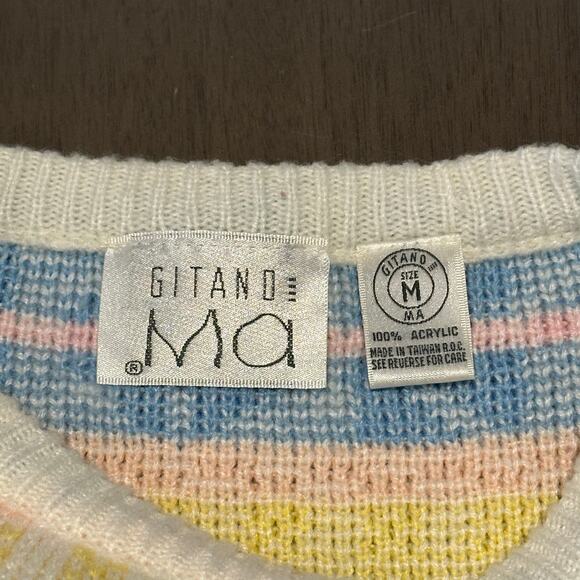 GITANO
Ma
®
GITANO
SIZE
M
MA
100% ACRYLIC
MADE IN TAIWAN R.O.C.
SEE REVERSE FOR CARE